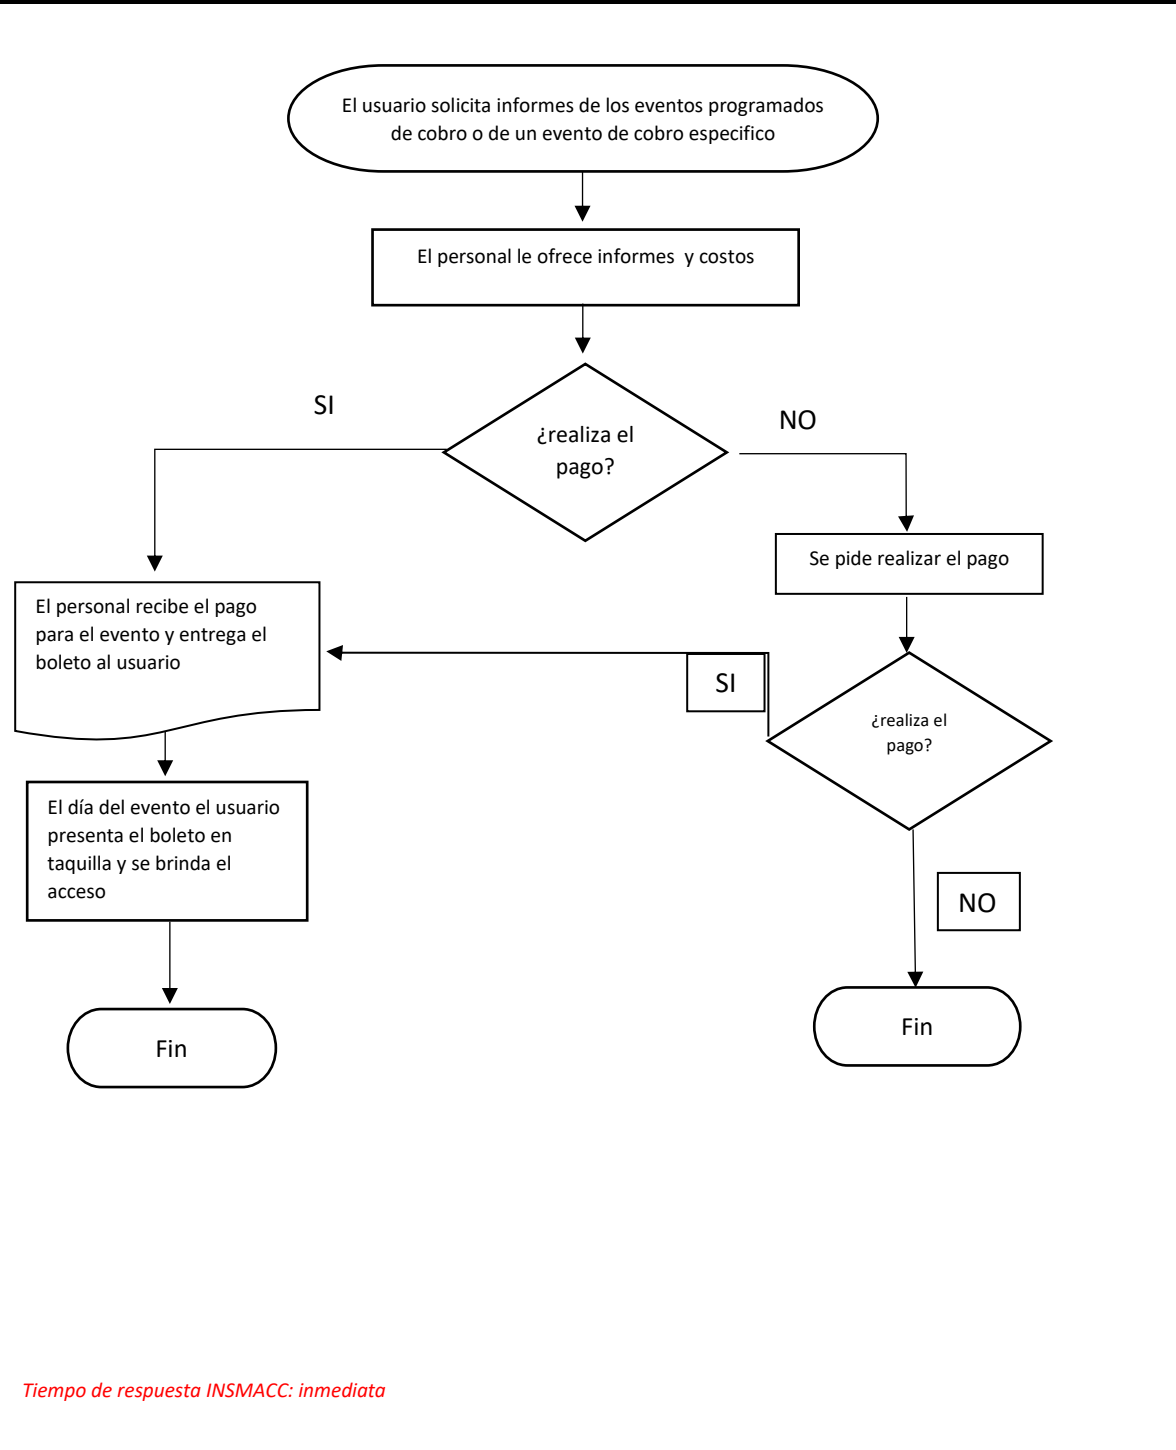 El usuario solicita informes de los eventos programados
de cobro o de un evento de cobro especifico
El personal le ofrece informes  y costos
SI
¿realiza el
pago?
NO
Se pide realizar el pago
El personal recibe el pago
para el evento y entrega el
boleto al usuario
SI
¿realiza el
pago?
El día del evento el usuario
presenta el boleto en
taquilla y se brinda el
acceso
NO
Fin
Fin
Tiempo de respuesta INSMACC: inmediata